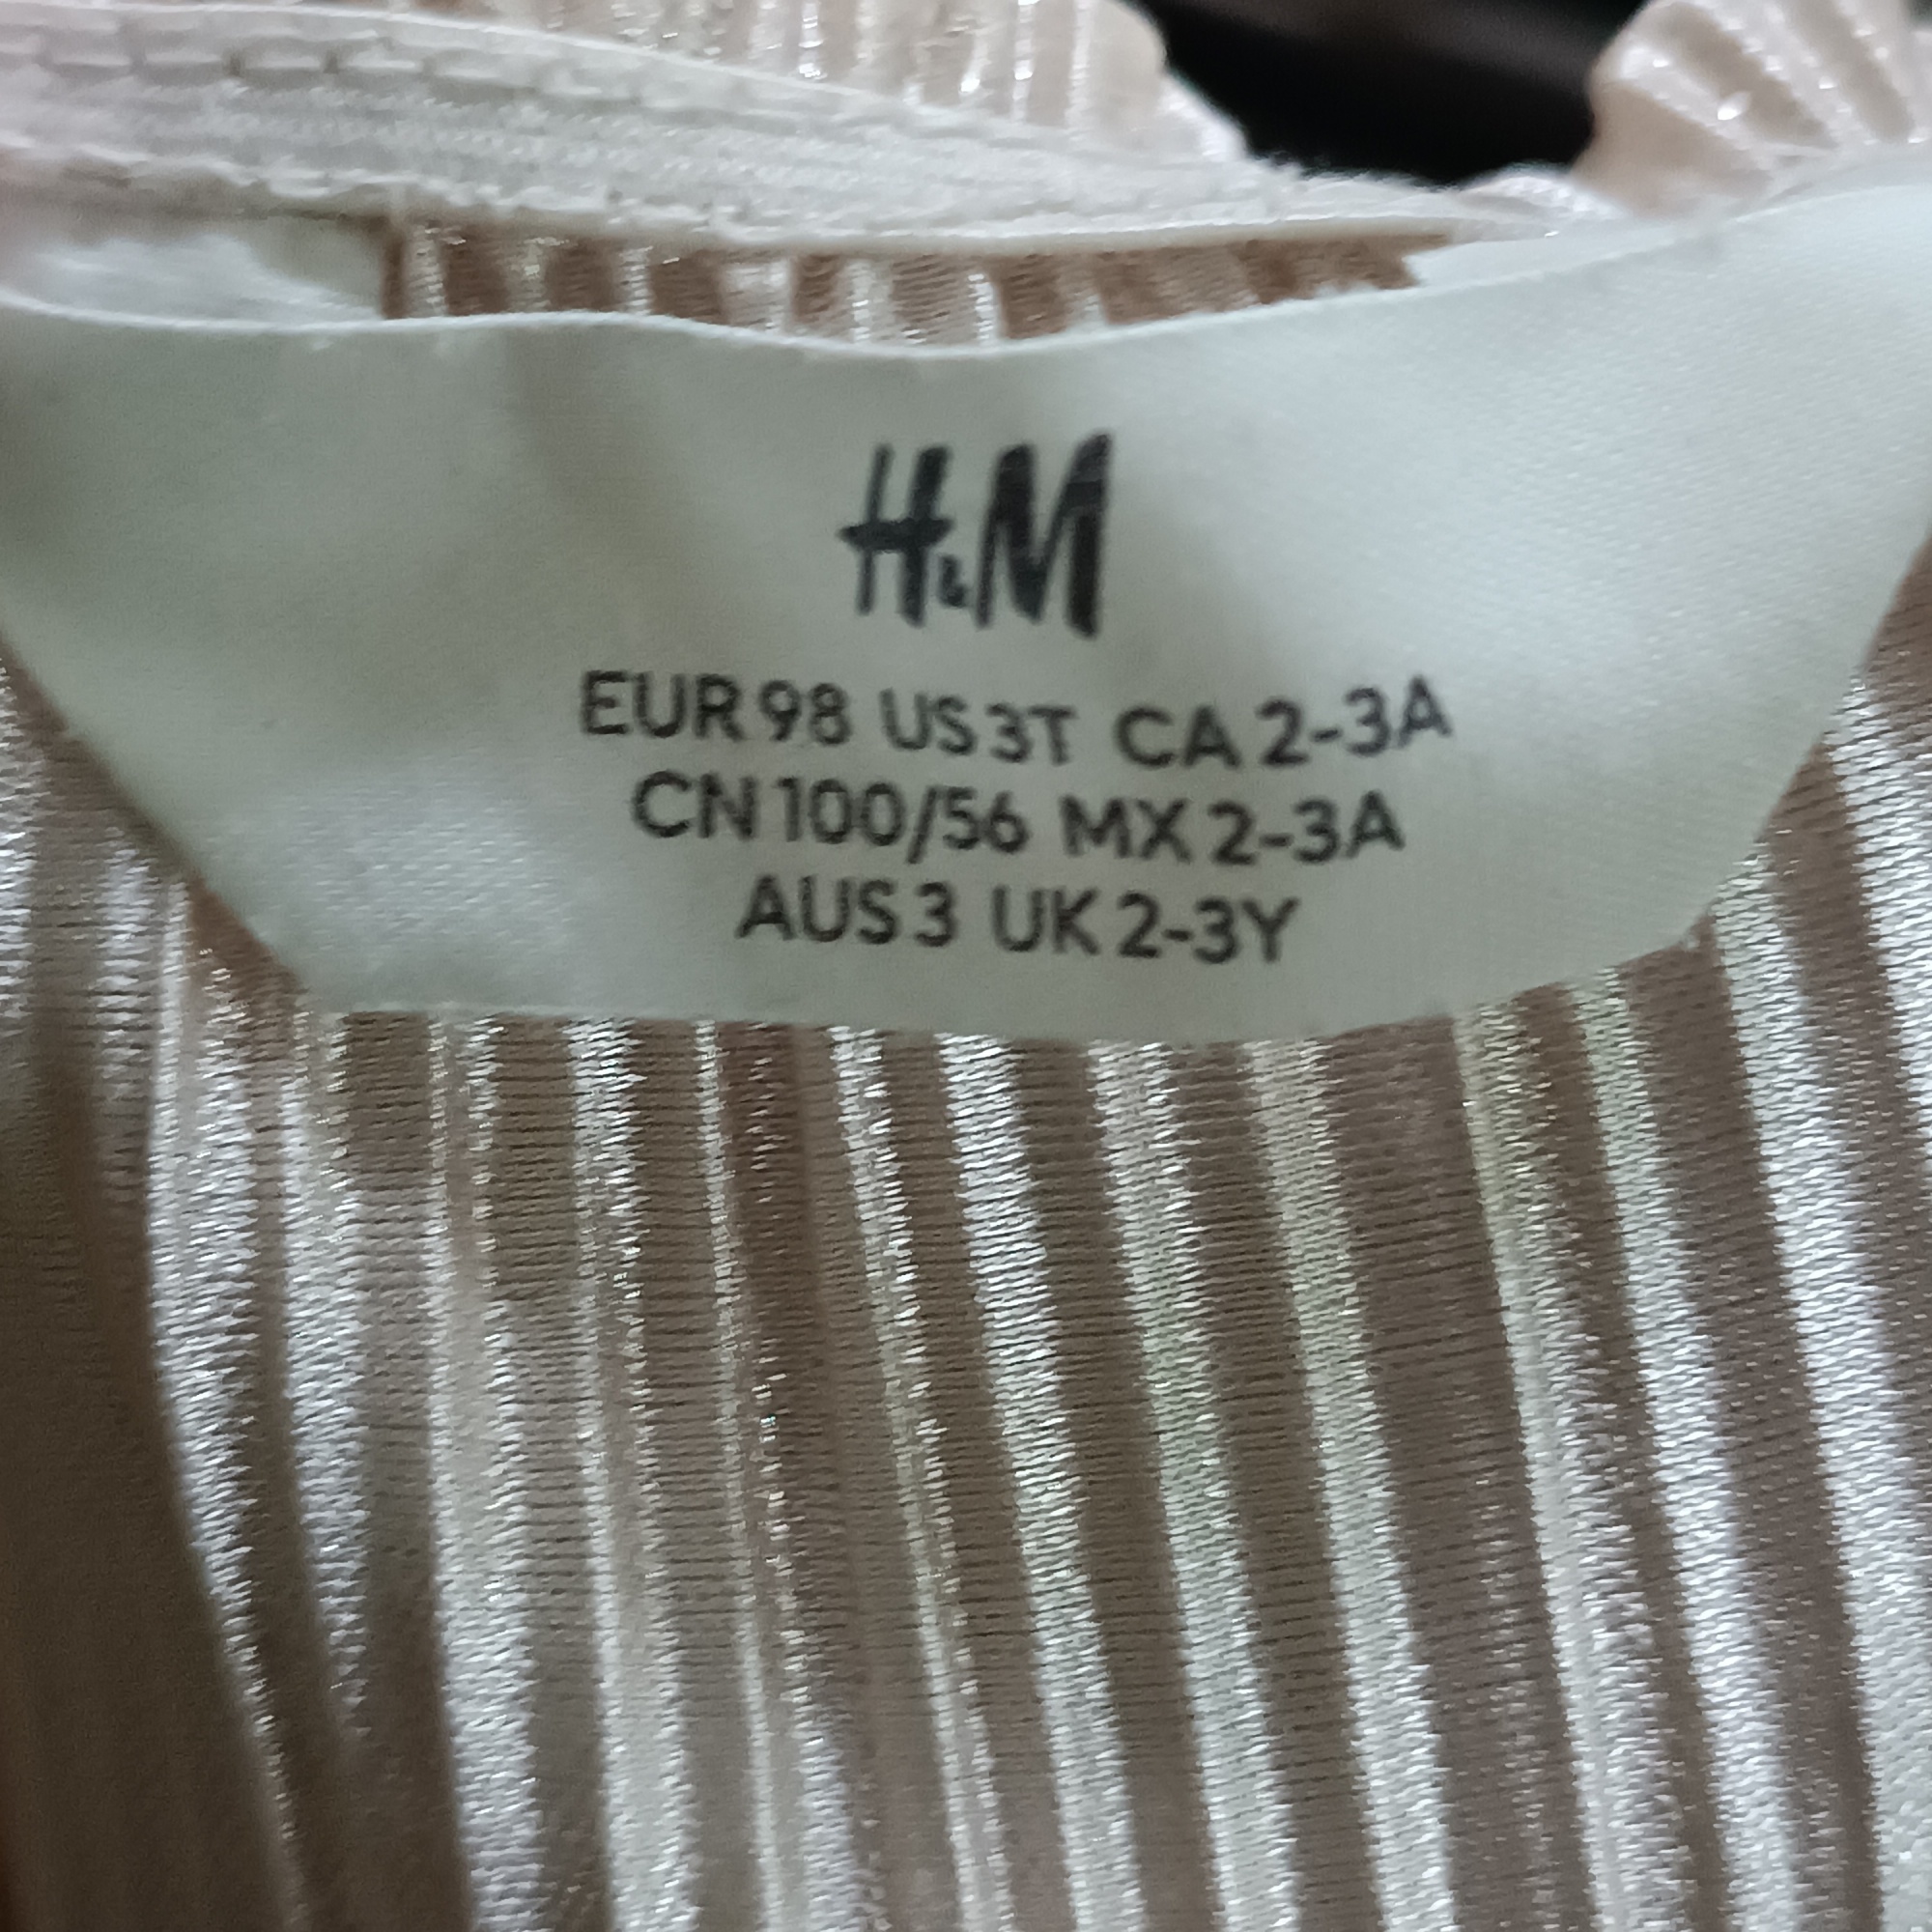 H&M
EUR 98 US 3T CA 2-3A
CN 100/56 MX 2-3A
AUS 3 UK 2-3Y